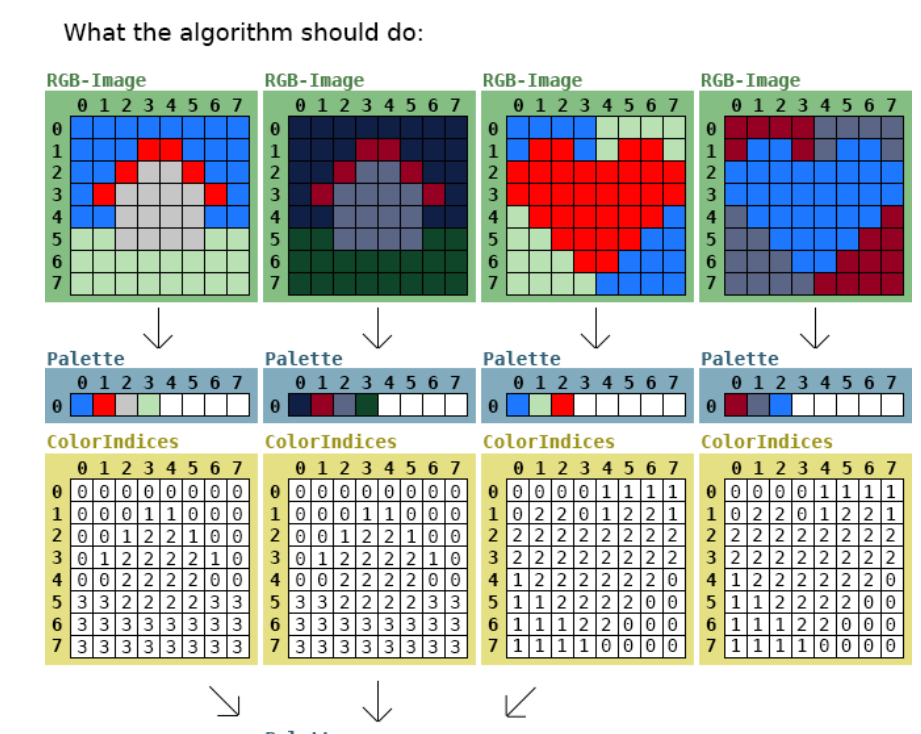 What the algorithm should do:
RGB-Image RGB-Image RGB-Image RGB-Image
0 1 2 3 4 5 6 7 0 1 2 3 4 5 6 7 0 1 2 3 4 5 6 7 0 1 2 3 4 5 6 7
0
1
2
3
4
5
6
7
Palette Palette Palette Palette
0 1 2 3 4 5 6 7 0 1 2 3 4 5 6 7 0 1 2 3 4 5 6 7 0 1 2 3 4 5 6 7
0 0 0 0
ColorIndices ColorIndices ColorIndices ColorIndices
0 1 2 3 4 5 6 7 0 1 2 3 4 5 6 7 0 1 2 3 4 5 6 7 0 1 2 3 4 5 6 7
0 0 0 0 0 0 0 0 0 0 0 0 0 0 0 0 0 0 0 0 0 0 0 1 1 1 1 0 0 0 0 0 1 1 1 1
1 0 0 0 1 1 0 0 0 1 0 0 0 1 1 0 0 0 1 0 2 2 0 1 2 2 1 1 0 2 2 0 1 2 2 1
2 0 0 1 2 2 1 0 0 2 0 0 1 2 2 1 0 0 2 2 2 2 2 2 2 2 2 2 2 2 2 2 2 2 2 2
3 0 1 2 2 2 2 1 0 3 0 1 2 2 2 2 1 0 3 2 2 2 2 2 2 2 2 3 2 2 2 2 2 2 2 2
4 0 0 2 2 2 2 0 0 4 0 0 2 2 2 2 0 0 4 1 2 2 2 2 2 2 0 4 1 2 2 2 2 2 2 0
5 3 3 2 2 2 2 3 3 5 3 3 2 2 2 2 3 3 5 1 1 2 2 2 2 0 0 5 1 1 2 2 2 2 0 0
6 3 3 3 3 3 3 3 3 6 3 3 3 3 3 3 3 3 6 1 1 1 2 2 0 0 0 6 1 1 1 2 2 0 0 0
7 3 3 3 3 3 3 3 3 7 3 3 3 3 3 3 3 3 7 1 1 1 1 0 0 0 0 7 1 1 1 1 0 0 0 0